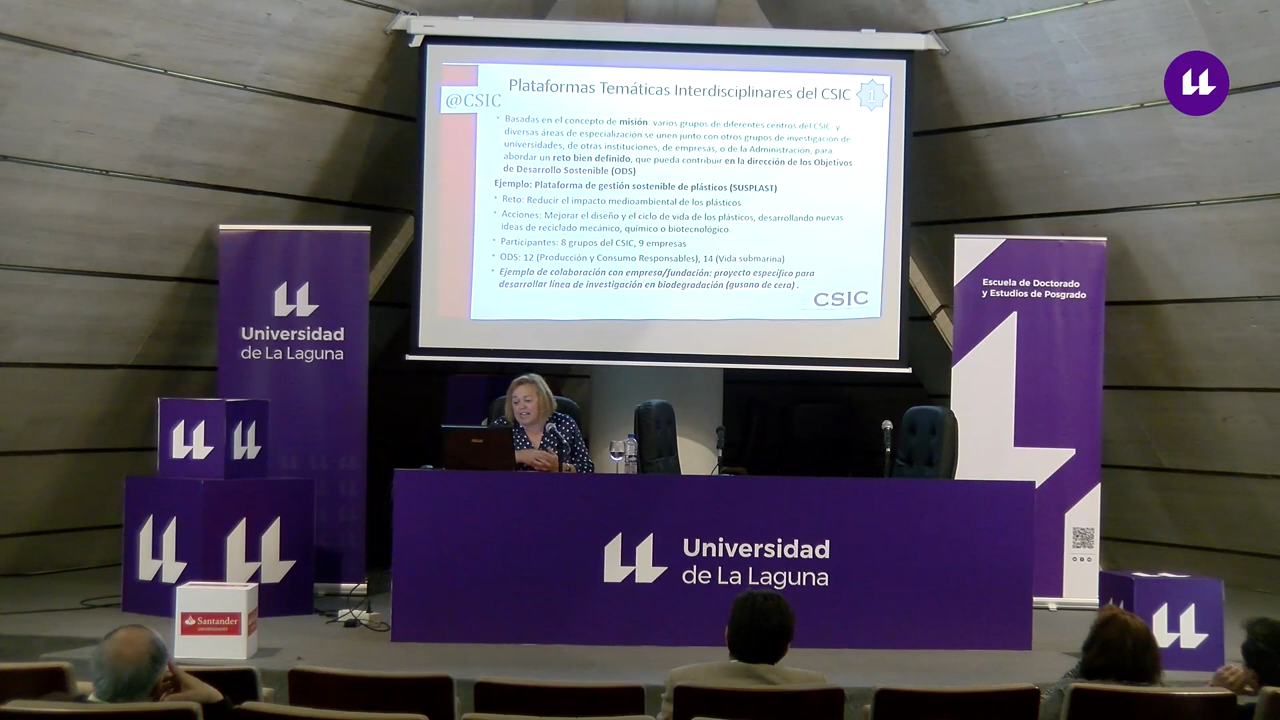 Plataformas Temáticas Interdisciplinares del CSIC
1
@CSIC
• Basadas en el concepto de misión: varios grupos de diferentes centros del CSIC y
diversas áreas de especialización se unen junto con otros grupos de investigación de
universidades, de otras instituciones, de empresas, o de la Administración, para
abordar un reto bien definido, que pueda contribuir en la dirección de los Objetivos
de Desarrollo Sostenible (ODS)
Ejemplo: Plataforma de gestión sostenible de plásticos (SUSPLAST)
• Reto: Reducir el impacto medioambiental de los plásticos
• Acciones: Mejorar el diseño y el ciclo de vida de los plásticos, desarrollando nuevas
ideas de reciclado mecánico, químico o biotecnológico
• Participantes: 8 grupos del CSIC, 9 empresas
• ODS: 12 (Producción y Consumo Responsables), 14 (Vida submarina)
• Ejemplo de colaboración con empresa/fundación: proyecto específico para
desarrollar línea de investigación en biodegradación (gusano de cera) .
CSIC
Universidad
de La Laguna
Escuela de Doctorado
y Estudios de Posgrado
Universidad
de La Laguna
Santander